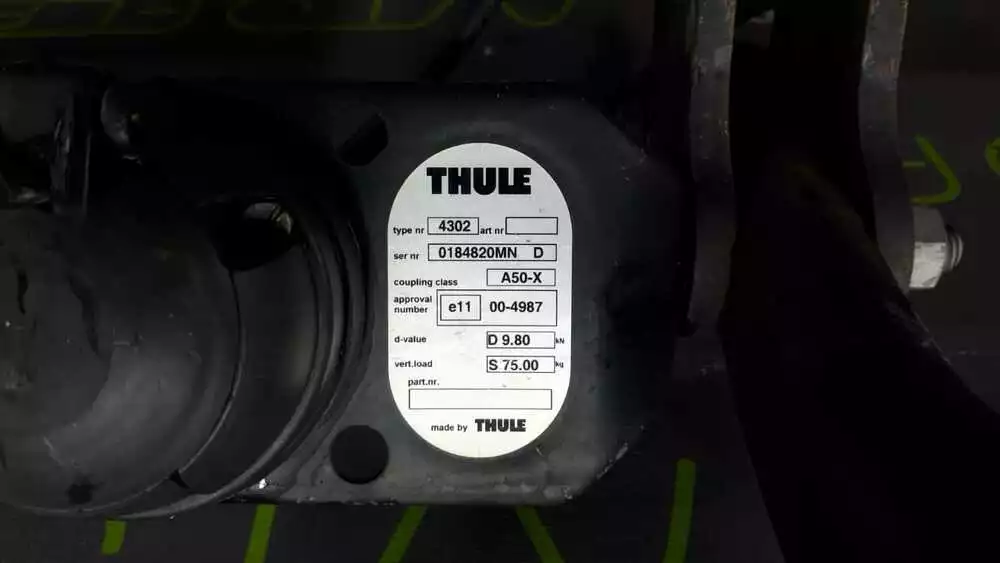 THULE
type nr 4302 art nr
ser nr 0184820MN D
coupling class A50-X
approval number e11 00-4987
d-value D 9.80 kN
vert.load S 75.00 kg
part.nr.
made by THULE